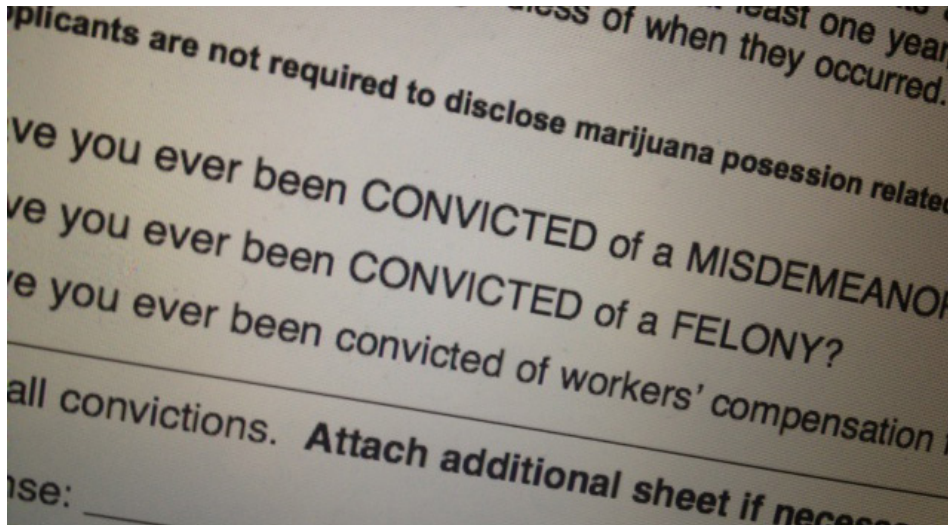 least one year,
of when they occurred.
plicants are not required to disclose marijuana posession related
ve you ever been CONVICTED of a MISDEMEANOR
ve you ever been CONVICTED of a FELONY?
ve you ever been convicted of workers' compensation
all convictions. Attach additional sheet if necess
nse: